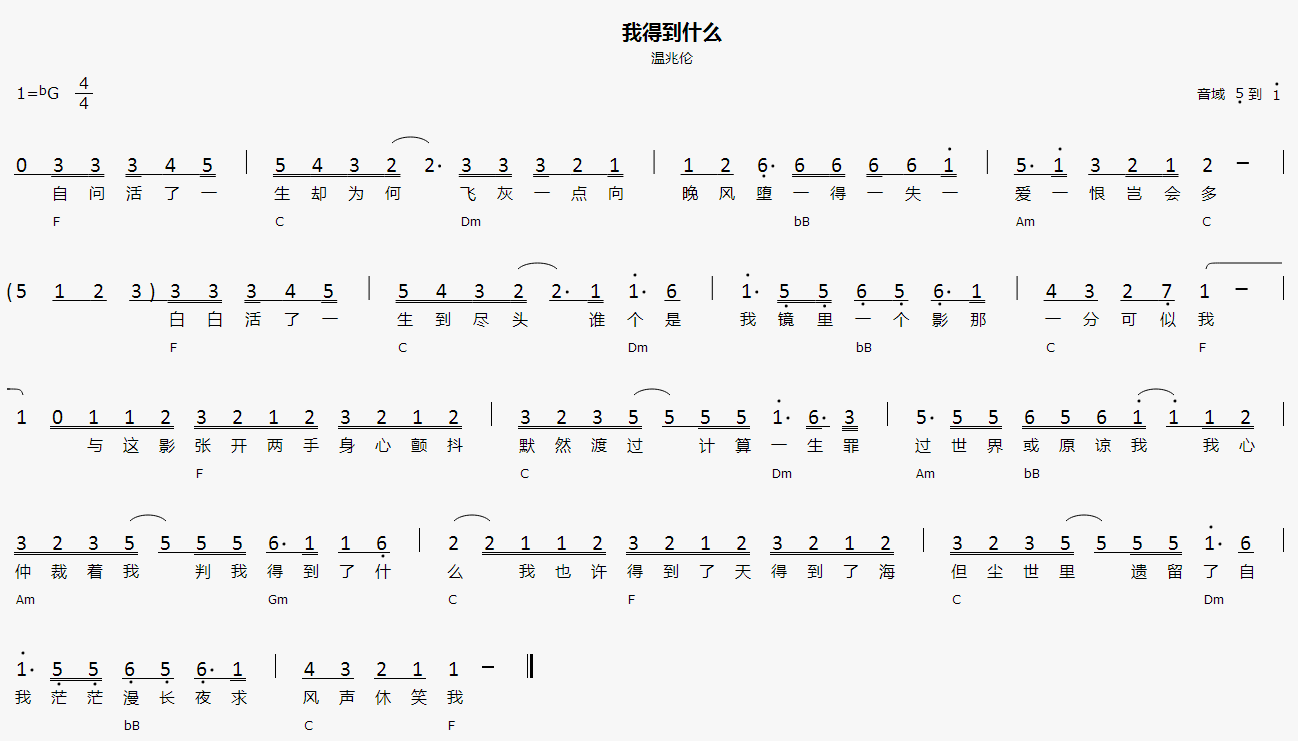 我得到什么
温兆伦
1=bG 4/4 音域 5 到 1
0 3 3 3 4 5 | 5 4 3 2 2· 3 3 3 2 1 | 1 2 6· 6 6 6 6 1 | 5· 1 3 2 1 2 － |
自 问 活 了 一 生 却 为 何 飞 灰 一 点 向 晚 风 堕 一 得 一 失 一 爱 一 恨 岂 会 多
F C Dm bB Am C
(5 1 2 3) 3 3 3 4 5 | 5 4 3 2 2· 1 1· 6 | 1· 5 5 6 5 6· 1 | 4 3 2 7 1 － |
白 白 活 了 一 生 到 尽 头 谁 个 是 我 镜 里 一 个 影 那 一 分 可 似 我
F C Dm bB C F
1 0 1 1 2 3 2 1 2 3 2 1 2 | 3 2 3 5 5 5 5 1· 6· 3 | 5· 5 5 6 5 6 1 1 1 2 |
与 这 影 张 开 两 手 身 心 颤 抖 默 然 渡 过 计 算 一 生 罪 过 世 界 或 原 谅 我 我 心
F C Dm Am bB
3 2 3 5 5 5 5 6· 1 1 6 | 2 2 1 1 2 3 2 1 2 3 2 1 2 | 3 2 3 5 5 5 5 1· 6 |
仲 裁 着 我 判 我 得 到 了 什 么 我 也 许 得 到 了 天 得 到 了 海 但 尘 世 里 遗 留 了 自
Am Gm C F C Dm
1· 5 5 6 5 6· 1 | 4 3 2 1 1 － ‖
我 茫 茫 漫 长 夜 求 风 声 休 笑 我
bB C F